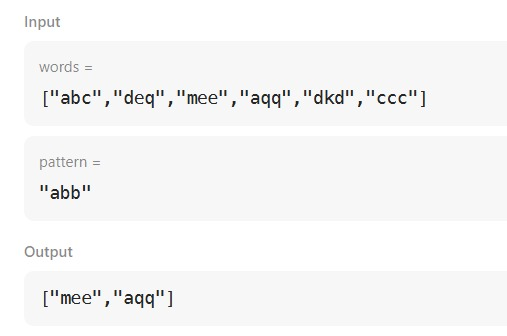 Input
words =
["abc","deq","mee","aqq","dkd","ccc"]
pattern =
"abb"
Output
["mee","aqq"]